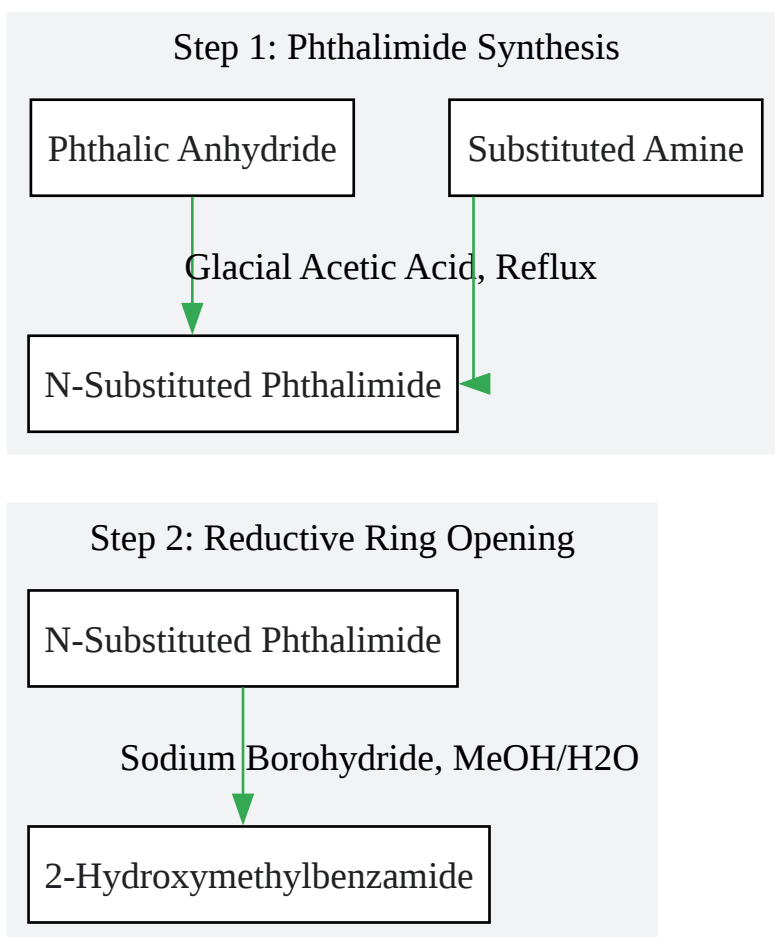 Step 1: Phthalimide Synthesis
Phthalic Anhydride
Substituted Amine
Glacial Acetic Acid, Reflux
N-Substituted Phthalimide
Step 2: Reductive Ring Opening
N-Substituted Phthalimide
Sodium Borohydride, MeOH/H2O
2-Hydroxymethylbenzamide